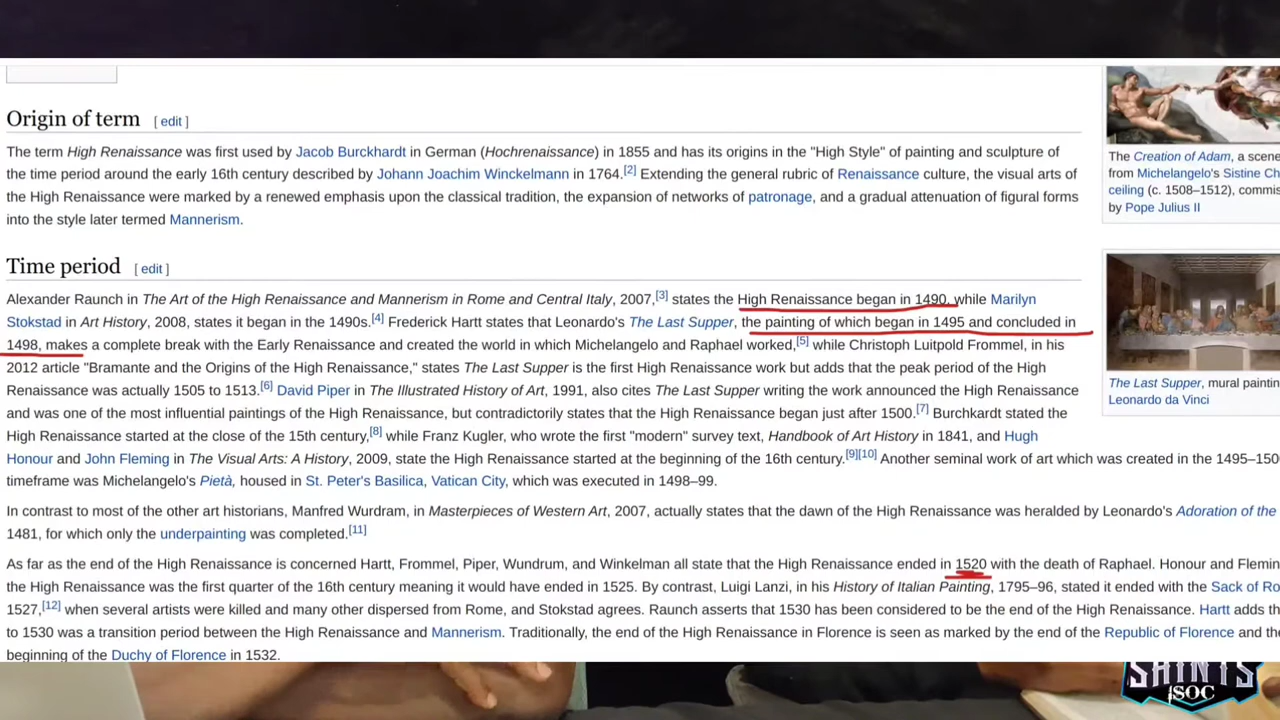 Origin of term [ edit ]
The term High Renaissance was first used by Jacob Burckhardt in German (Hochrenaissance) in 1855 and has its origins in the "High Style" of painting and sculpture of
the time period around the early 16th century described by Johann Joachim Winckelmann in 1764.[2] Extending the general rubric of Renaissance culture, the visual arts of
the High Renaissance were marked by a renewed emphasis upon the classical tradition, the expansion of networks of patronage, and a gradual attenuation of figural forms
into the style later termed Mannerism.
Time period [ edit ]
Alexander Raunch in The Art of the High Renaissance and Mannerism in Rome and Central Italy, 2007,[3] states the High Renaissance began in 1490, while Marilyn
Stokstad in Art History, 2008, states it began in the 1490s.[4] Frederick Hartt states that Leonardo's The Last Supper, the painting of which began in 1495 and concluded in
1498, makes a complete break with the Early Renaissance and created the world in which Michelangelo and Raphael worked,[5] while Christoph Luitpold Frommel, in his
2012 article "Bramante and the Origins of the High Renaissance," states The Last Supper is the first High Renaissance work but adds that the peak period of the High
Renaissance was actually 1505 to 1513.[6] David Piper in The Illustrated History of Art, 1991, also cites The Last Supper writing the work announced the High Renaissance
and was one of the most influential paintings of the High Renaissance, but contradictorily states that the High Renaissance began just after 1500.[7] Burchkardt stated the
High Renaissance started at the close of the 15th century,[8] while Franz Kugler, who wrote the first "modern" survey text, Handbook of Art History in 1841, and Hugh
Honour and John Fleming in The Visual Arts: A History, 2009, state the High Renaissance started at the beginning of the 16th century.[9][10] Another seminal work of art which was created in the 1495–150
timeframe was Michelangelo's Pietà, housed in St. Peter's Basilica, Vatican City, which was executed in 1498–99.
In contrast to most of the other art historians, Manfred Wurdram, in Masterpieces of Western Art, 2007, actually states that the dawn of the High Renaissance was heralded by Leonardo's Adoration of the
1481, for which only the underpainting was completed.[11]
As far as the end of the High Renaissance is concerned Hartt, Frommel, Piper, Wundrum, and Winkelman all state that the High Renaissance ended in 1520 with the death of Raphael. Honour and Flemin
the High Renaissance was the first quarter of the 16th century meaning it would have ended in 1525. By contrast, Luigi Lanzi, in his History of Italian Painting, 1795–96, stated it ended with the Sack of Ro
1527,[12] when several artists were killed and many other dispersed from Rome, and Stokstad agrees. Raunch asserts that 1530 has been considered to be the end of the High Renaissance. Hartt adds th
to 1530 was a transition period between the High Renaissance and Mannerism. Traditionally, the end of the High Renaissance in Florence is seen as marked by the end of the Republic of Florence and the
beginning of the Duchy of Florence in 1532.
The Creation of Adam, a scene
from Michelangelo's Sistine Ch
ceiling (c. 1508–1512), commis
by Pope Julius II
The Last Supper, mural paintin
Leonardo da Vinci
SAINTS
iSOC